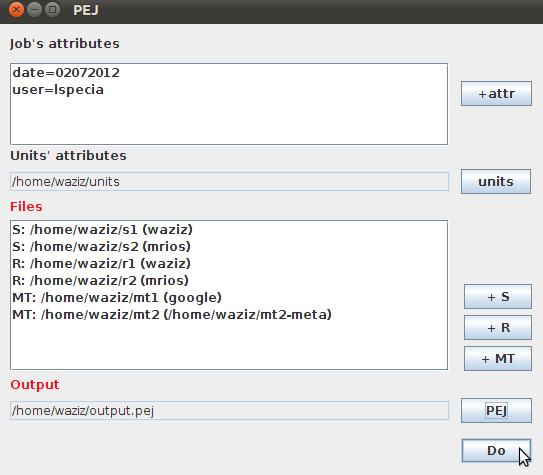 PEJ
Job's attributes
date=02072012
user=lspecia
+attr
Units' attributes
/home/waziz/units
units
Files
S: /home/waziz/s1 (waziz)
S: /home/waziz/s2 (mrios)
R: /home/waziz/r1 (waziz)
R: /home/waziz/r2 (mrios)
MT: /home/waziz/mt1 (google)
MT: /home/waziz/mt2 (/home/waziz/mt2-meta)
+ S
+ R
+ MT
Output
/home/waziz/output.pej
PEJ
Do